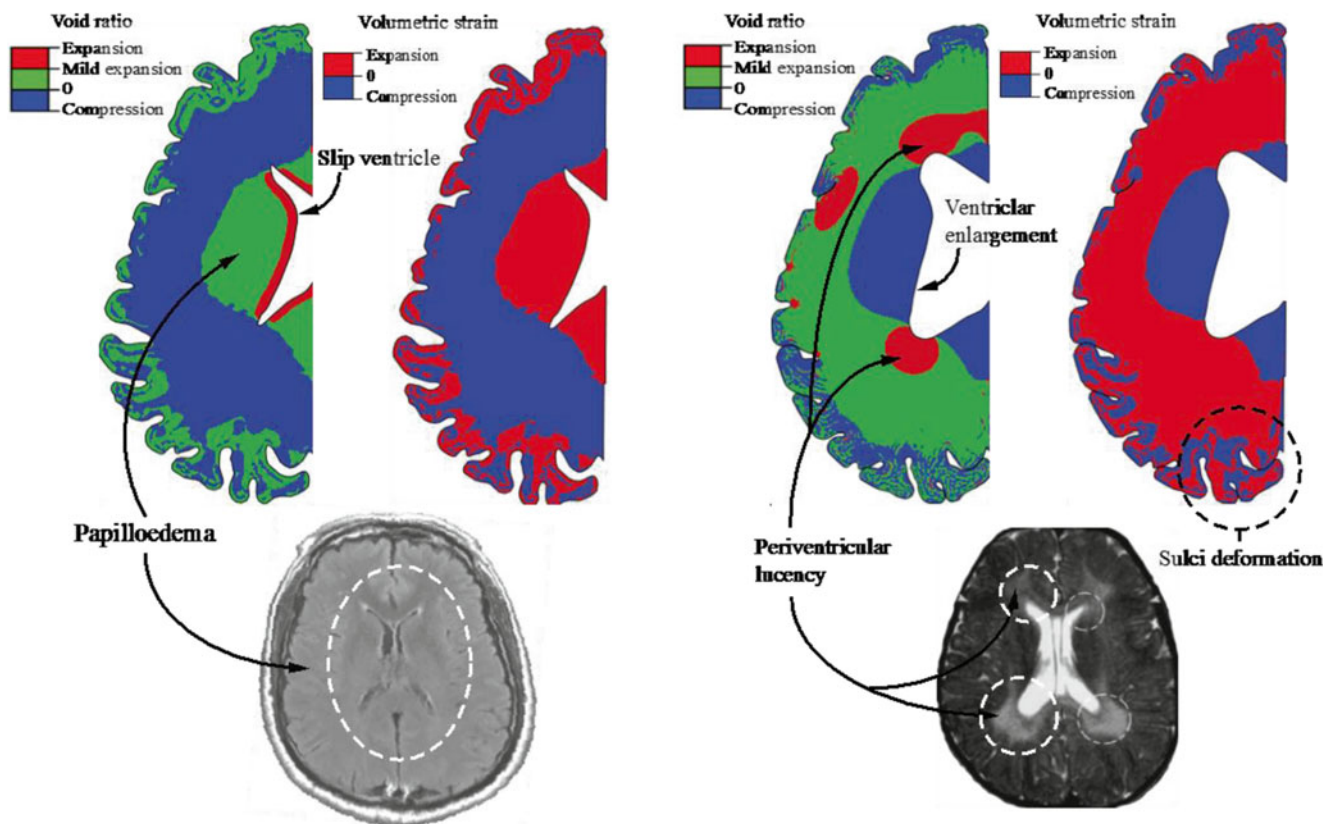 Void ratio
Expansion
Mild expansion
0
Compression
Volumetric strain
Expansion
0
Compression
Slip ventricle
Papilloedema
Void ratio
Expansion
Mild expansion
0
Compression
Volumetric strain
Expansion
0
Compression
Ventriclar
enlargement
Periventricular
lucency
Sulci deformation